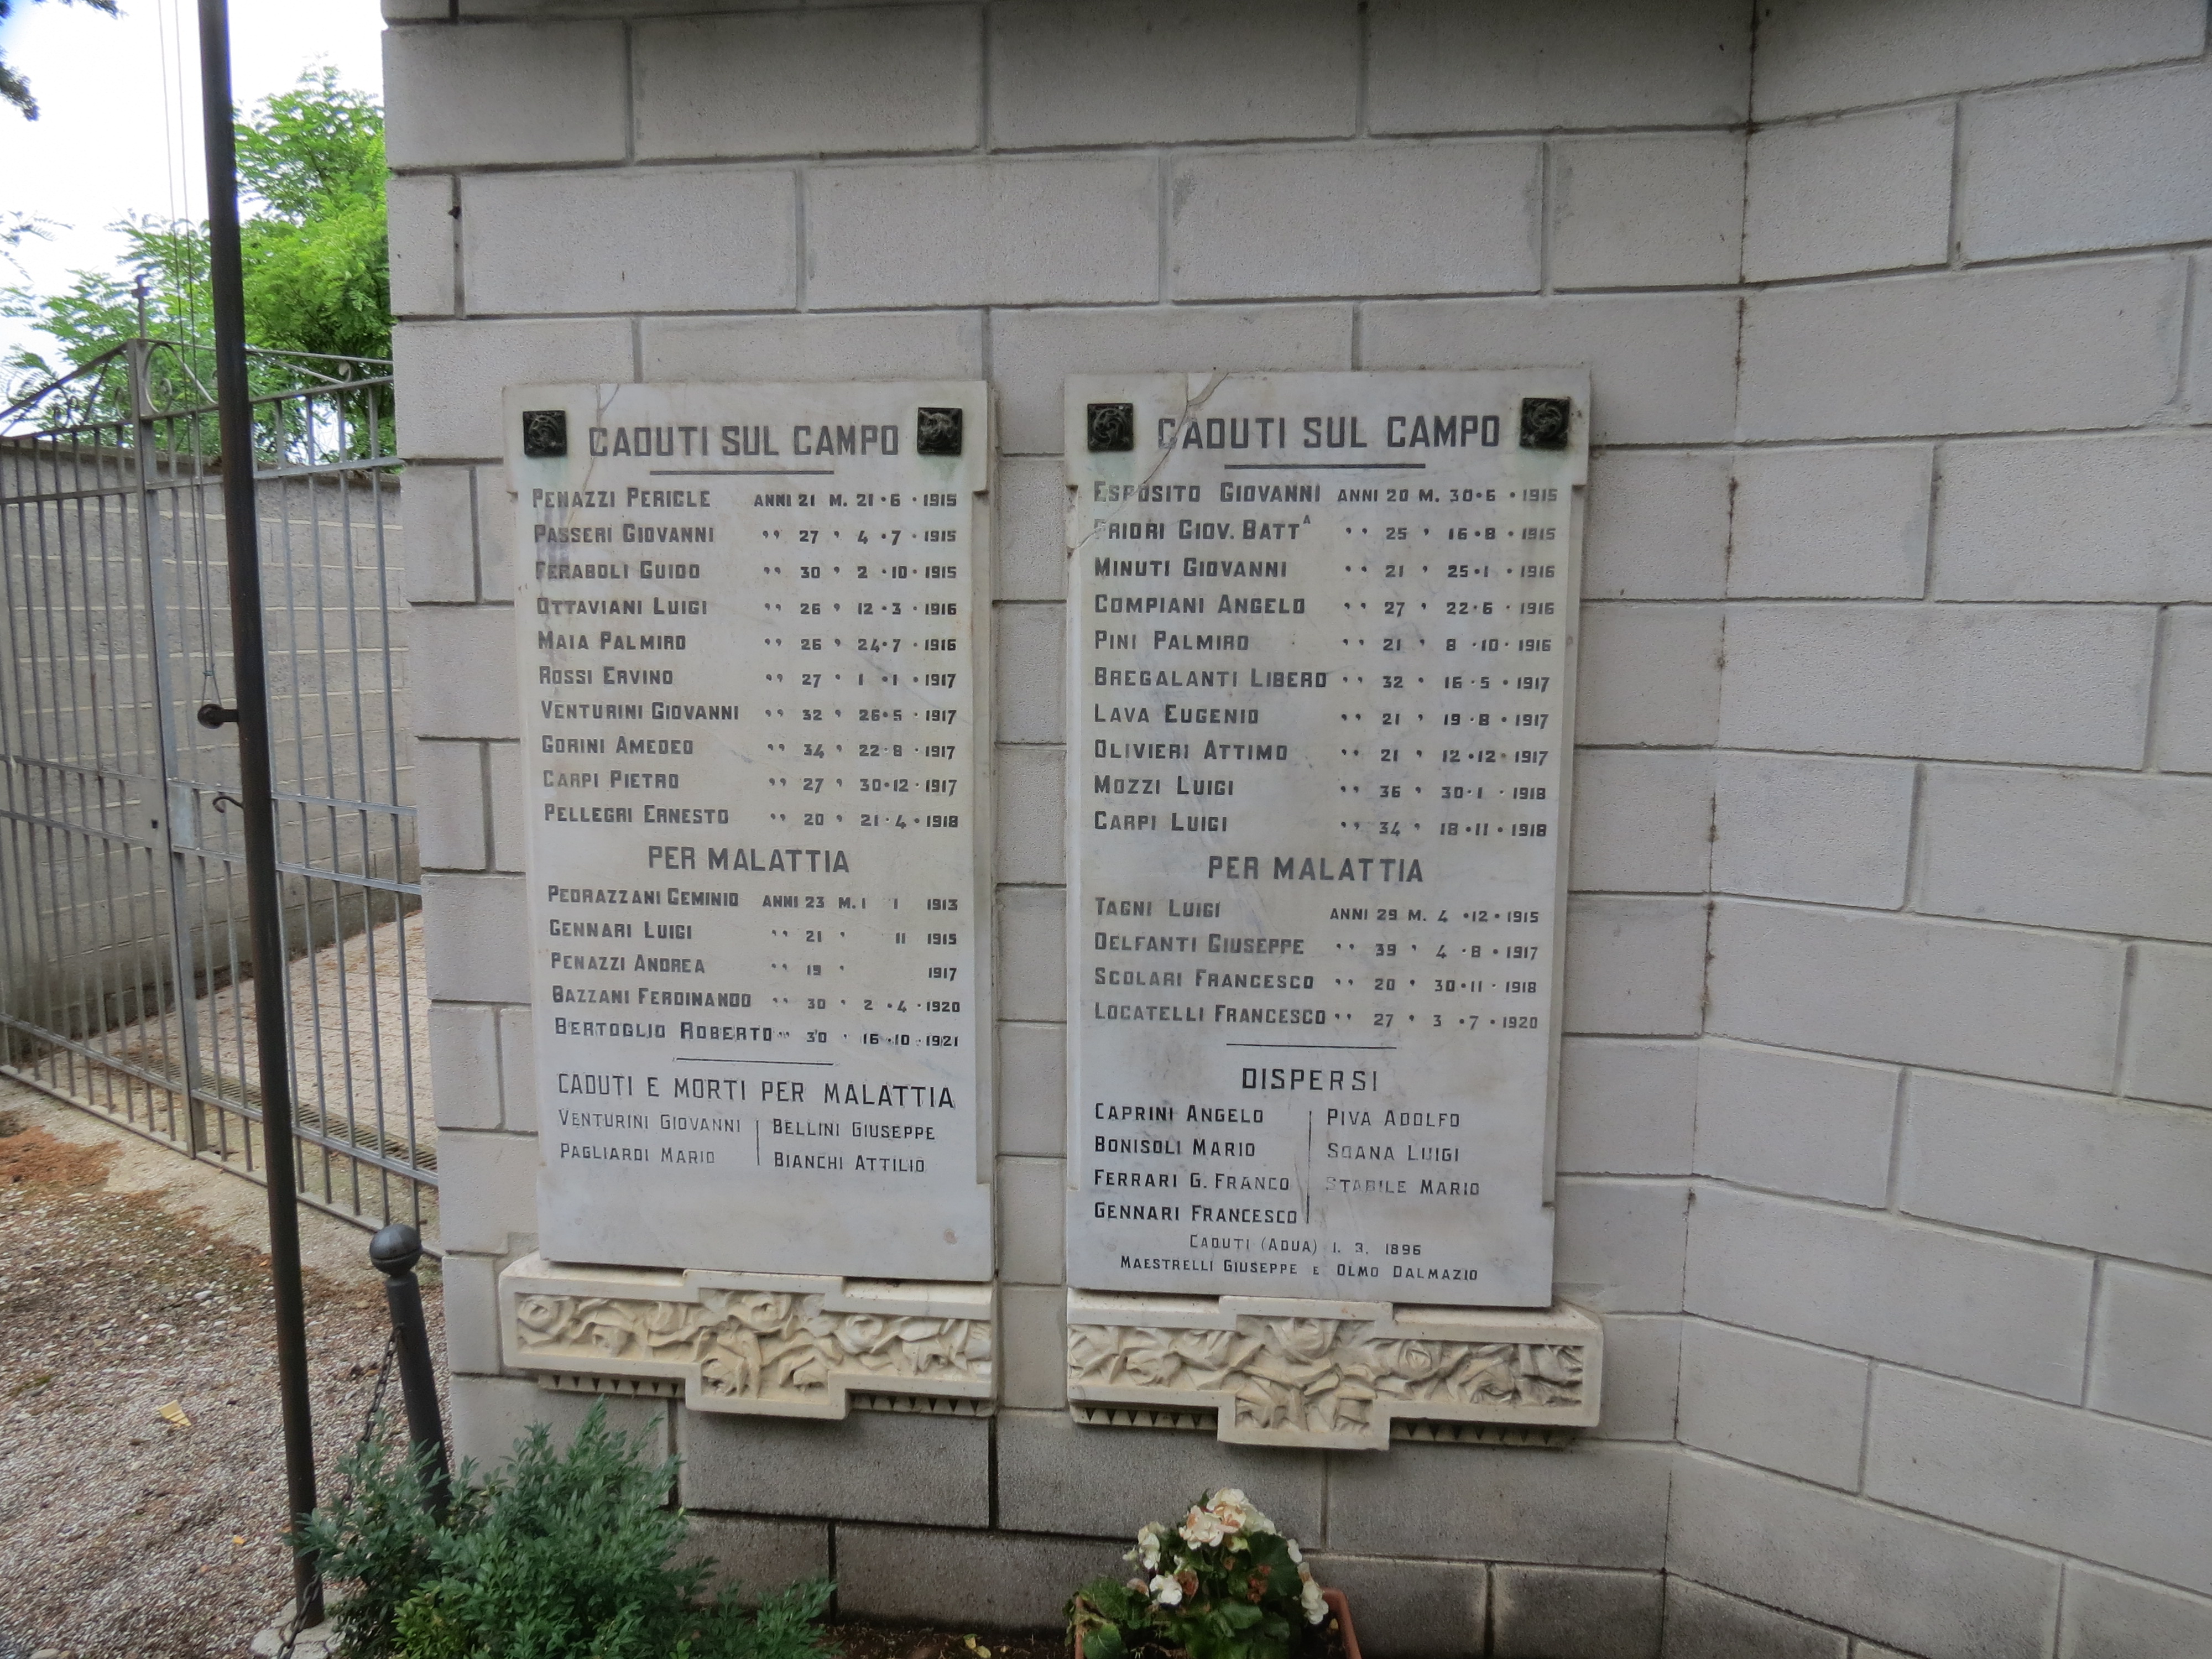 CADUTI SUL CAMPO
PENAZZI PERICLE ANNI 21 M. 21·6·1915
PASSERI GIOVANNI " 27 " 4·7·1915
FERABOLI GUIDO " 30 " 2·10·1915
OTTAVIANI LUIGI " 26 " 12·3·1916
MAIA PALMIRO " 26 " 24·7·1916
ROSSI ERVINO " 27 " 1·1·1917
VENTURINI GIOVANNI " 32 " 26·5·1917
GORINI AMEDEO " 34 " 22·8·1917
CARPI PIETRO " 27 " 30·12·1917
PELLEGRI ERNESTO " 20 " 21·4·1918
PER MALATTIA
PEDRAZZANI GEMINIO ANNI 23 M. 1 1 1913
GENNARI LUIGI " 21 " 11 1915
PENAZZI ANDREA " 19 " 1917
BAZZANI FERDINANDO " 30 " 2·4·1920
BERTOGLIO ROBERTO " 30 " 16·10·1921
CADUTI E MORTI PER MALATTIA
VENTURINI GIOVANNI BELLINI GIUSEPPE
PAGLIARDI MARIO BIANCHI ATTILIO
CADUTI SUL CAMPO
ESPOSITO GIOVANNI ANNI 20 M. 30·6·1915
PRIORI GIOV. BATTᴬ " 25 " 16·8·1915
MINUTI GIOVANNI " 21 " 25·1·1916
COMPIANI ANGELO " 27 " 22·6·1916
PINI PALMIRO " 21 " 8·10·1916
BREGALANTI LIBERO " 32 " 16·5·1917
LAVA EUGENIO " 21 " 19·8·1917
OLIVIERI ATTIMO " 21 " 12·12·1917
MOZZI LUIGI " 36 " 30·1·1918
CARPI LUIGI " 34 " 18·11·1918
PER MALATTIA
TAGNI LUIGI ANNI 29 M. 4·12·1915
DELFANTI GIUSEPPE " 39 " 4·8·1917
SCOLARI FRANCESCO " 20 " 30·11·1918
LOCATELLI FRANCESCO " 27 " 3·7·1920
DISPERSI
CAPRINI ANGELO PIVA ADOLFO
BONISOLI MARIO SOANA LUIGI
FERRARI G. FRANCO STABILE MARIO
GENNARI FRANCESCO
CADUTI (ADUA) 1. 3. 1896
MAESTRELLI GIUSEPPE E OLMO DALMAZIO